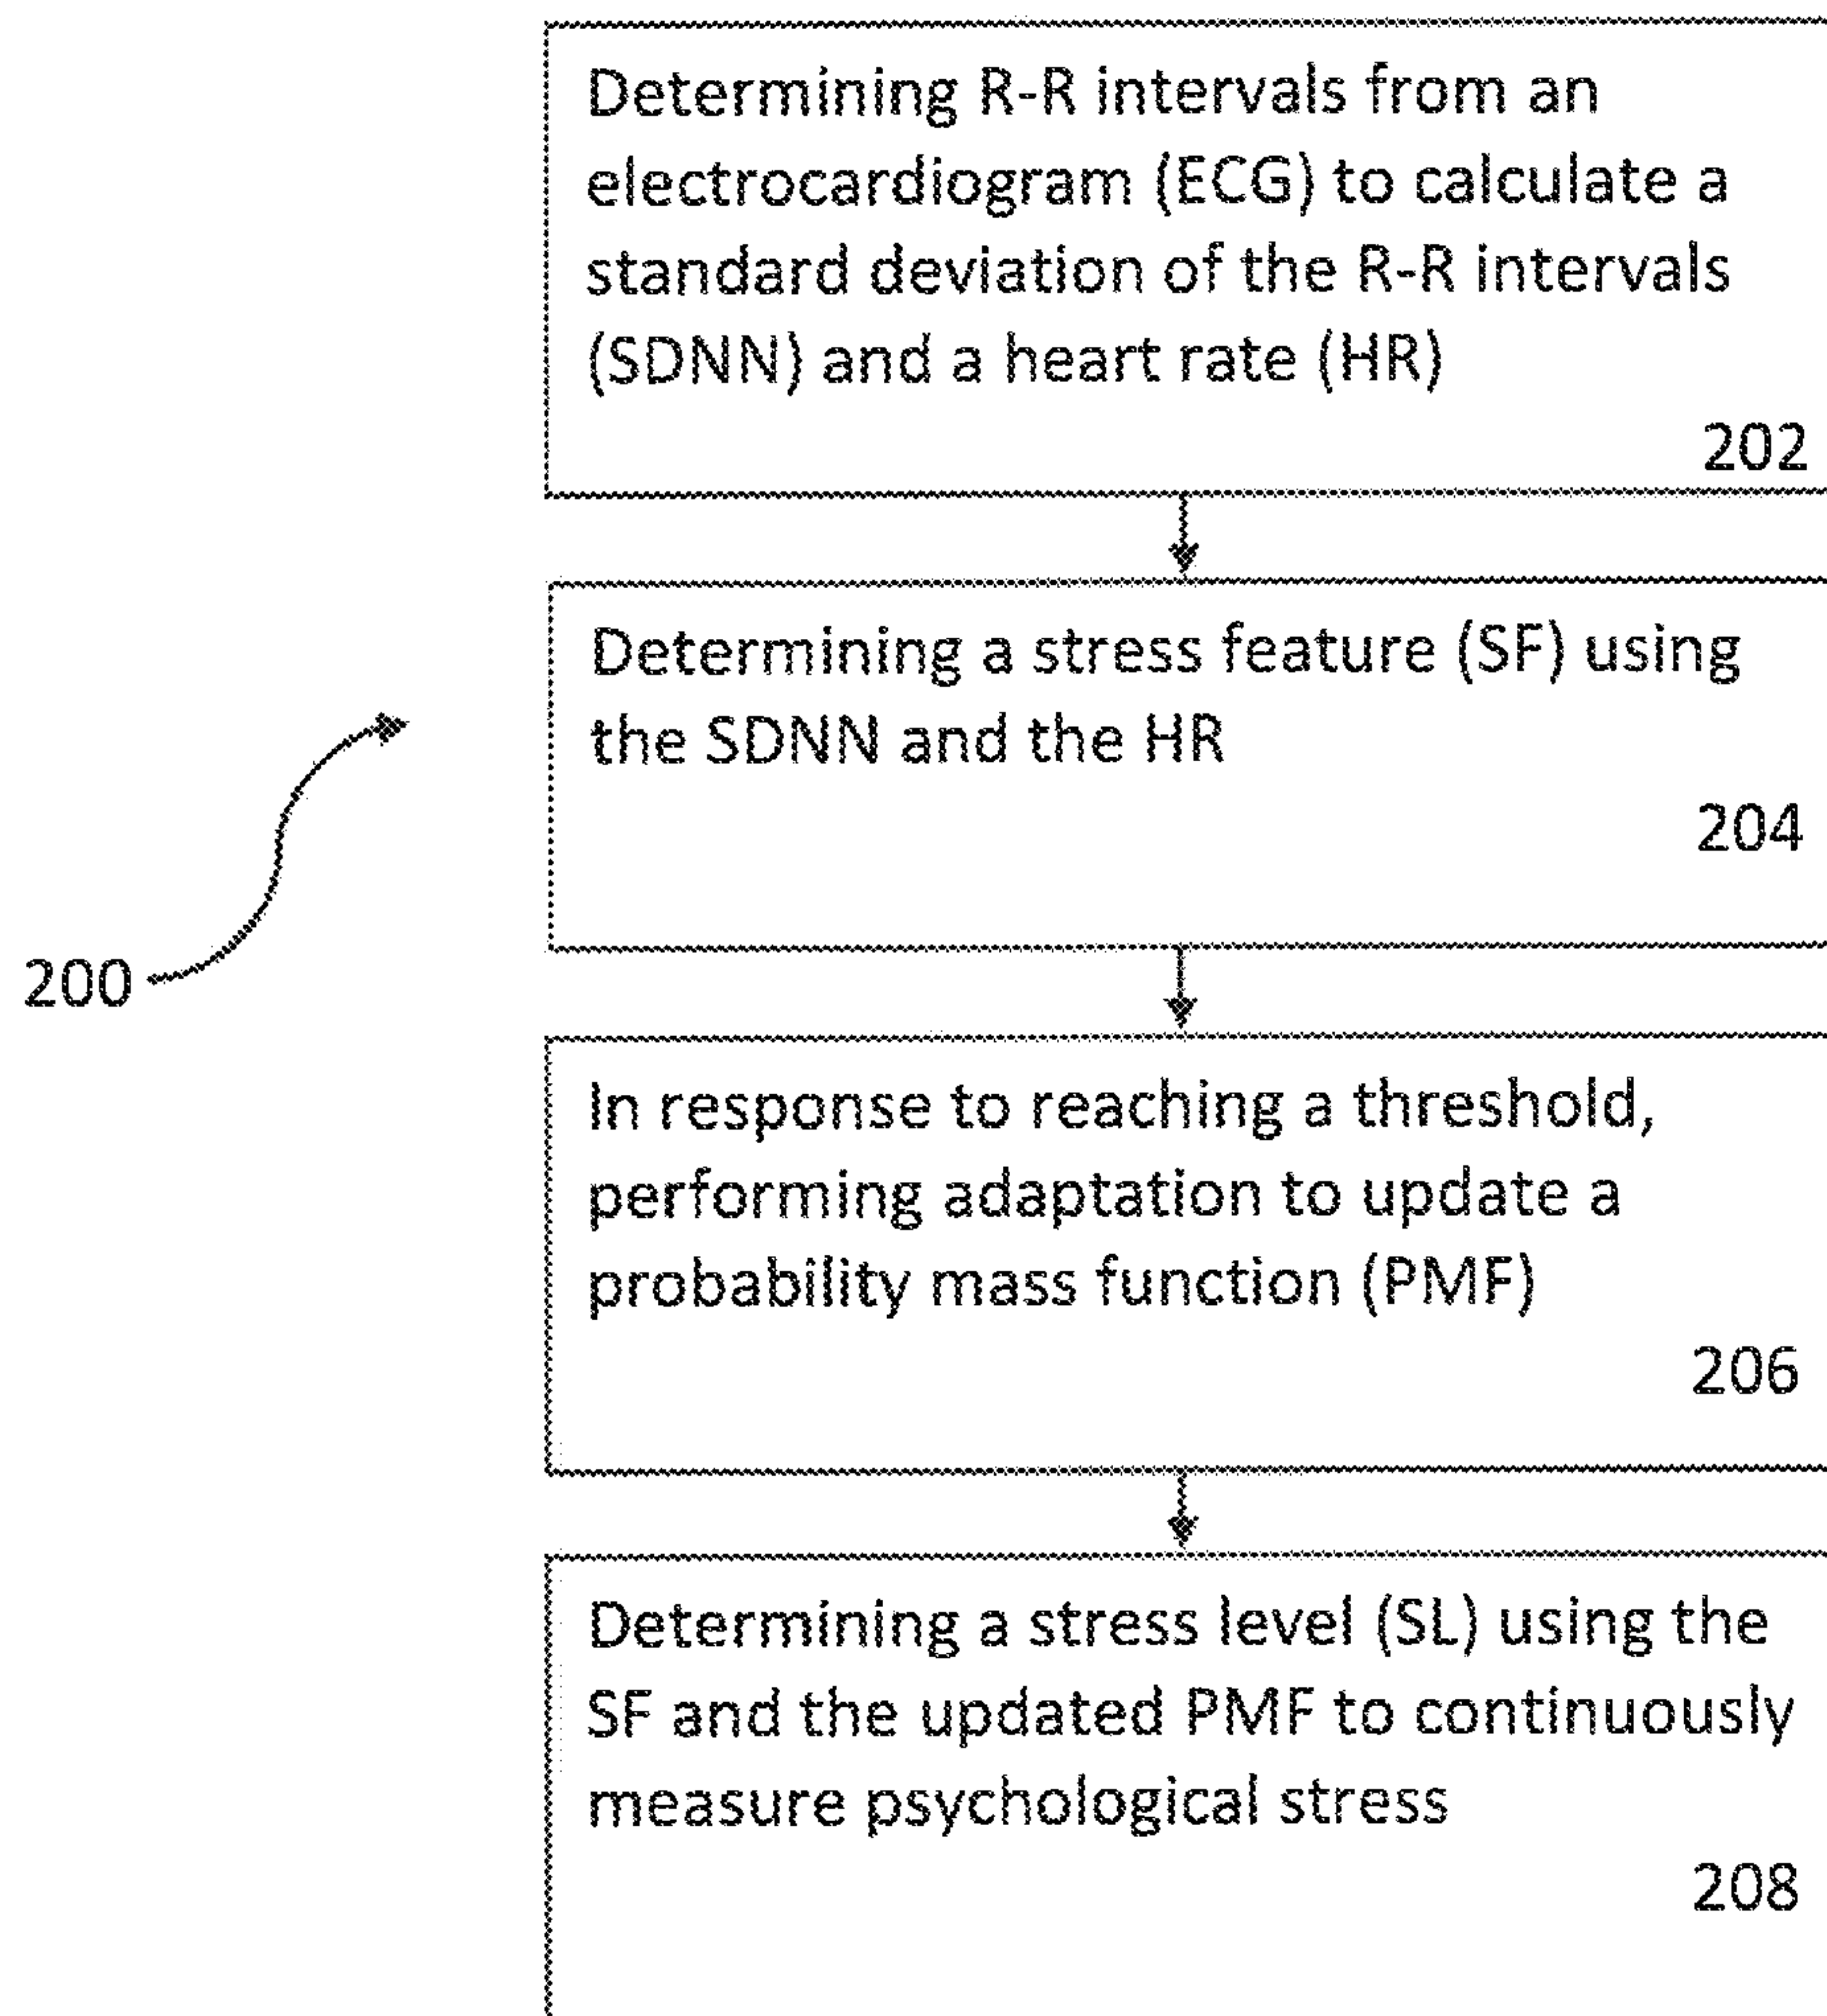 Determining R-R intervals from an
electrocardiogram (ECG) to calculate a
standard deviation of the R-R intervals
(SDNN) and a heart rate (HR)
202
Determining a stress feature (SF) using
the SDNN and the HR
204
200
In response to reaching a threshold,
performing adaptation to update a
probability mass function (PMF)
206
Determining a stress level (SL) using the
SF and the updated PMF to continuously
measure psychological stress
208